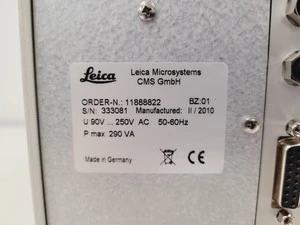 Leica
Leica Microsystems
CMS GmbH
ORDER-N.: 11888822 BZ:01
S/N: 333081 Manufactured: II / 2010
U 90V ... 250V AC 50-60Hz
P max. 290 VA
Made in Germany
CE